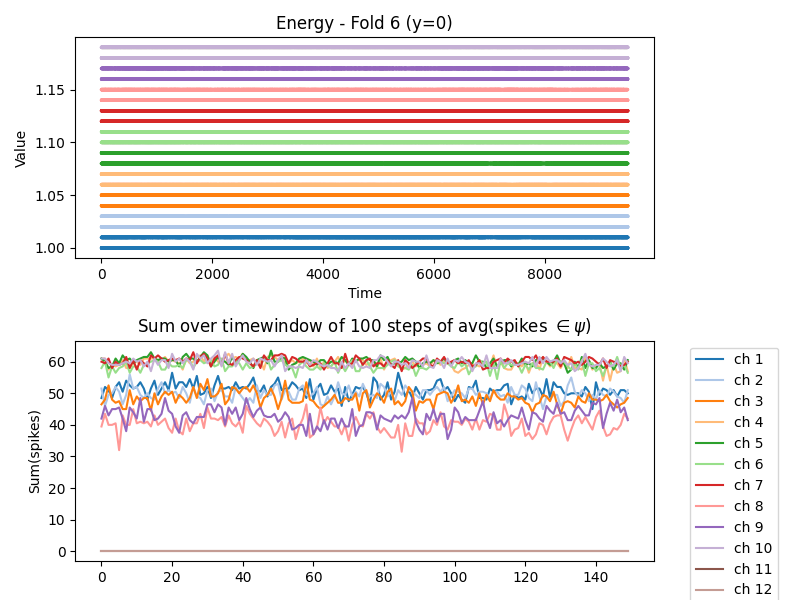 Energy - Fold 6 (y=0)
Value
1.15
1.10
1.05
1.00
0 2000 4000 6000 8000
Time
Sum over timewindow of 100 steps of avg(spikes ∈ ψ)
Sum(spikes)
60
50
40
30
20
10
0
0 20 40 60 80 100 120 140
ch 1
ch 2
ch 3
ch 4
ch 5
ch 6
ch 7
ch 8
ch 9
ch 10
ch 11
ch 12